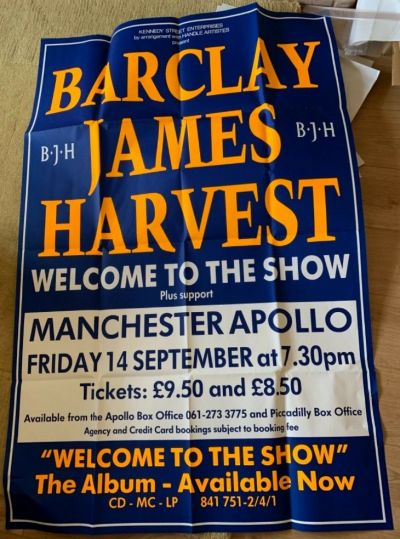 KENNEDY STREET ENTERPRISES
by arrangement with HANDLE ARTISTES
present
BARCLAY
JAMES
B·J·H
B·J·H
HARVEST
WELCOME TO THE SHOW
Plus support
MANCHESTER APOLLO
FRIDAY 14 SEPTEMBER at 7.30pm
Tickets: £9.50 and £8.50
Available from the Apollo Box Office 061-273 3775 and Piccadilly Box Office
Agency and Credit Card bookings subject to booking fee
“WELCOME TO THE SHOW”
The Album - Available Now
CD - MC - LP 841 751-2/4/1